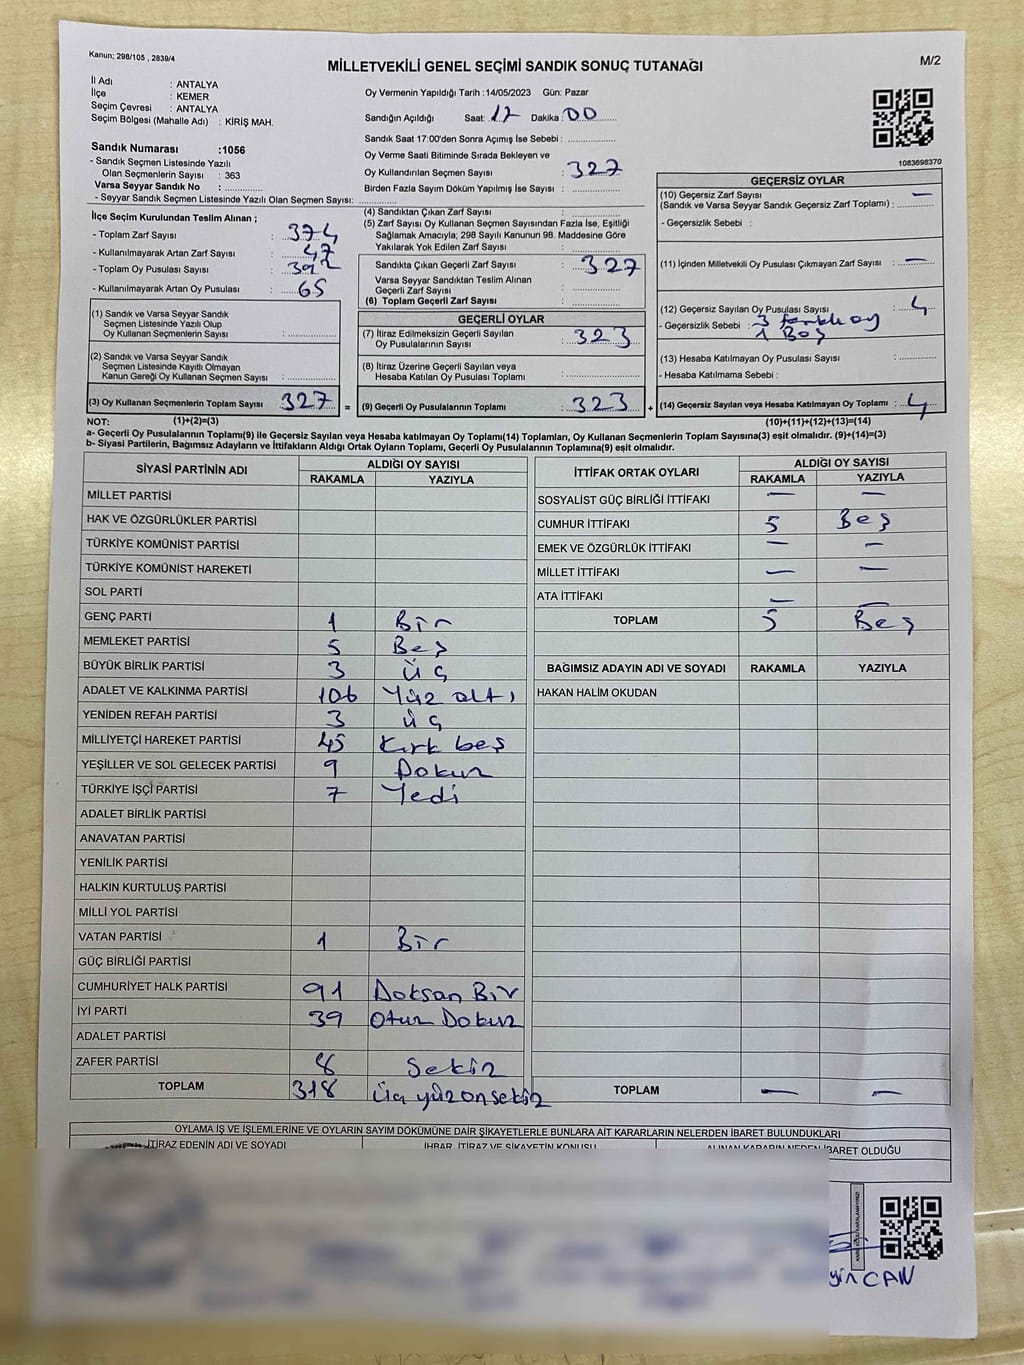 Kanun; 298/105 , 2839/4
MİLLETVEKİLİ GENEL SEÇİMİ SANDIK SONUÇ TUTANAĞI
M/2
İl Adı : ANTALYA
İlçe : KEMER
Seçim Çevresi : ANTALYA
Seçim Bölgesi (Mahalle Adı) : KİRİŞ MAH.
Sandık Numarası :1056
- Sandık Seçmen Listesinde Yazılı
Olan Seçmen Sayısı : 363
Varsa Seyyar Sandık No :
- Seyyar Sandık Seçmen Listesinde Yazılı Olan Seçmen Sayısı:
İlçe Seçim Kurulundan Teslim Alınan ;
- Toplam Zarf Sayısı : 374
- Kullanılmayarak Artan Zarf Sayısı : 47
- Toplam Oy Pusulası Sayısı : 392
- Kullanılmayarak Artan Oy Pusulası : 65
(1) Sandık ve Varsa Seyyar Sandık
Seçmen Listesinde Yazılı Olup
Oy Kullanan Seçmenlerin Sayısı :
(2) Sandık ve Varsa Seyyar Sandık
Seçmen Listesinde Kayıtlı Olmayan
Kanun Gereği Oy Kullanan Seçmen Sayısı :
(3) Oy Kullanan Seçmenlerin Toplam Sayısı : 327 =
Oy Vermenin Yapıldığı Tarih :14/05/2023 Gün: Pazar
Sandığın Açıldığı Saat: 17 Dakika : 00
Sandık Saat 17:00'den Sonra Açımış İse Sebebi :
Oy Verme Saati Bitiminde Sırada Bekleyen ve
Oy Kullandırılan Seçmen Sayısı : 327
Birden Fazla Sayım Döküm Yapılmış İse Sayısı :
(4) Sandıktan Çıkan Zarf Sayısı :
(5) Zarf Sayısı Oy Kullanan Seçmen Sayısından Fazla İse, Eşitliği
Sağlamak Amacıyla; 298 Sayılı Kanunun 98. Maddesine Göre
Yakılarak Yok Edilen Zarf Sayısı :
Sandıkta Çıkan Geçerli Zarf Sayısı : 327
Varsa Seyyar Sandıktan Teslim Alınan
Geçerli Zarf Sayısı :
(6) Toplam Geçerli Zarf Sayısı :
GEÇERLİ OYLAR
(7) İtiraz Edilmeksizin Geçerli Sayılan
Oy Pusulalarının Sayısı : 323
(8) İtiraz Üzerine Geçerli Sayılan veya
Hesaba Katılan Oy Pusulası Toplamı :
(9) Geçerli Oy Pusulalarının Toplamı : 323 +
1083698370
GEÇERSİZ OYLAR
(10) Geçersiz Zarf Sayısı —
(Sandık ve Varsa Seyyar Sandık Geçersiz Zarf Toplamı) :
- Geçersizlik Sebebi :
(11) İçinden Milletvekili Oy Pusulası Çıkmayan Zarf Sayısı : —
(12) Geçersiz Sayılan Oy Pusulası Sayısı : 4
- Geçersizlik Sebebi : 3 farklı oy
1 Boş
(13) Hesaba Katılmayan Oy Pusulası Sayısı :
- Hesaba Katılmama Sebebi :
(14) Geçersiz Sayılan veya Hesaba Katılmayan Oy Toplamı : 4
NOT: (1)+(2)=(3) (10)+(11)+(12)+(13)=(14)
a- Geçerli Oy Pusulalarının Toplamı(9) ile Geçersiz Sayılan veya Hesaba katılmayan Oy Toplamı(14) Toplamları, Oy Kullanan Seçmenlerin Toplam Sayısına(3) eşit olmalıdır. (9)+(14)=(3)
b- Siyasi Partilerin, Bağımsız Adayların ve İttifakların Aldığı Ortak Oyların Toplamı, Geçerli Oy Pusulalarının Toplamına(9) eşit olmalıdır.
SİYASİ PARTİNİN ADI ALDIĞI OY SAYISI
RAKAMLA YAZIYLA
MİLLET PARTİSİ
HAK VE ÖZGÜRLÜKLER PARTİSİ
TÜRKİYE KOMÜNİST PARTİSİ
TÜRKİYE KOMÜNİST HAREKETİ
SOL PARTİ
GENÇ PARTİ 1 Bir
MEMLEKET PARTİSİ 5 Beş
BÜYÜK BİRLİK PARTİSİ 3 Üç
ADALET VE KALKINMA PARTİSİ 106 Yüz altı
YENİDEN REFAH PARTİSİ 3 Üç
MİLLİYETÇİ HAREKET PARTİSİ 45 Kırk beş
YEŞİLLER VE SOL GELECEK PARTİSİ 9 Dokuz
TÜRKİYE İŞÇİ PARTİSİ 7 Yedi
ADALET BİRLİK PARTİSİ
ANAVATAN PARTİSİ
YENİLİK PARTİSİ
HALKIN KURTULUŞ PARTİSİ
MİLLİ YOL PARTİSİ
VATAN PARTİSİ 1 Bir
GÜÇ BİRLİĞİ PARTİSİ
CUMHURİYET HALK PARTİSİ 91 Doksan Bir
İYİ PARTİ 39 Otuz Dokuz
ADALET PARTİSİ
ZAFER PARTİSİ 8 Sekiz
TOPLAM 318 Üç yüz on sekiz
İTTİFAK ORTAK OYLARI ALDIĞI OY SAYISI
RAKAMLA YAZIYLA
SOSYALİST GÜÇ BİRLİĞİ İTTİFAKI — —
CUMHUR İTTİFAKI 5 Beş
EMEK VE ÖZGÜRLÜK İTTİFAKI — —
MİLLET İTTİFAKI — —
ATA İTTİFAKI — —
TOPLAM 5 Beş
BAĞIMSIZ ADAYIN ADI VE SOYADI RAKAMLA YAZIYLA
HAKAN HALİM OKUDAN
TOPLAM — —
OYLAMA İŞ VE İŞLEMLERİNE VE OYLARIN SAYIM DÖKÜMÜNE DAİR ŞİKAYETLERLE BUNLARA AİT KARARLARIN NELERDEN İBARET BULUNDUKLARI
İTİRAZ EDENİN ADI VE SOYADI İHBAR, İTİRAZ VE ŞİKAYETİN KONUSU ALINAN KARARIN NEDEN İBARET OLDUĞU
CAN